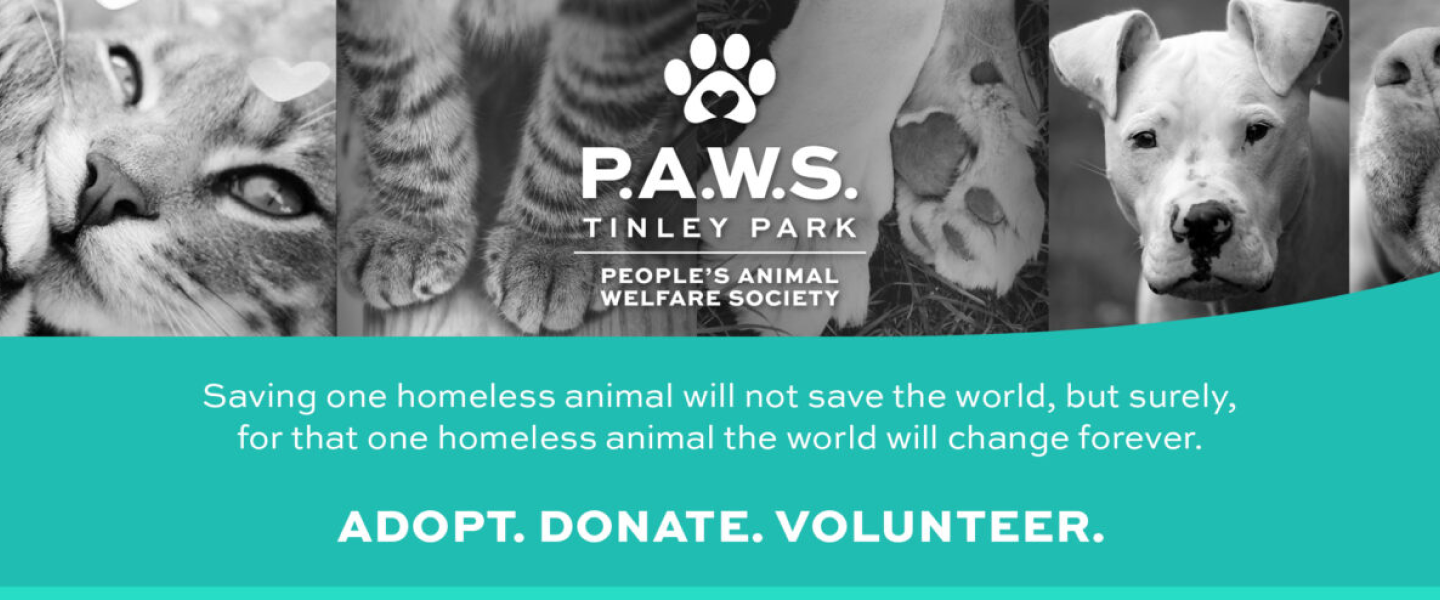 P.A.W.S.
TINLEY PARK
PEOPLE'S ANIMAL
WELFARE SOCIETY
Saving one homeless animal will not save the world, but surely,
for that one homeless animal the world will change forever.
ADOPT. DONATE. VOLUNTEER.